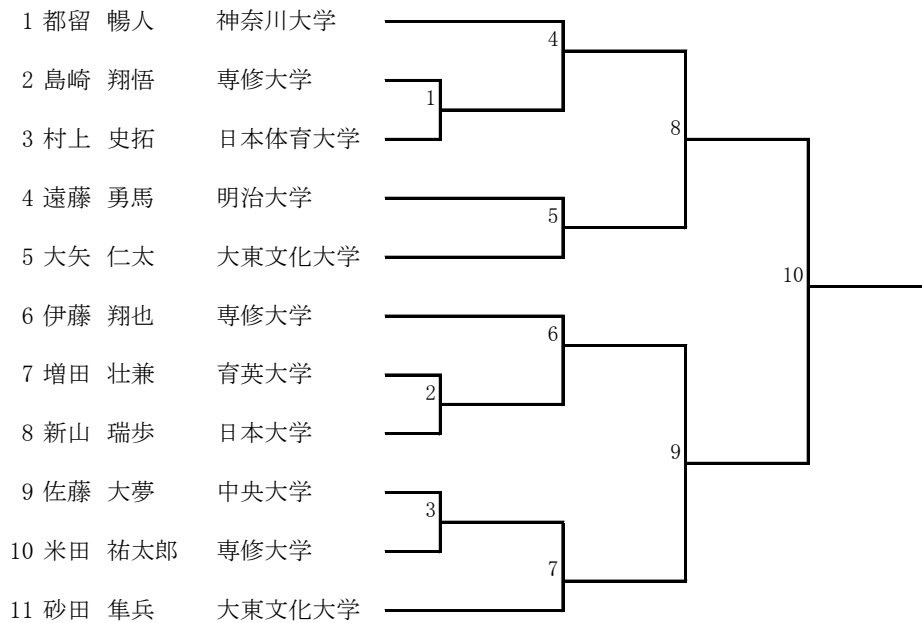 1 都留 暢人 神奈川大学
4
2 島崎 翔悟 専修大学
1
3 村上 史拓 日本体育大学
8
4 遠藤 勇馬 明治大学
5
5 大矢 仁太 大東文化大学
10
6 伊藤 翔也 専修大学
6
7 増田 壮兼 育英大学
2
8 新山 瑞歩 日本大学
9
9 佐藤 大夢 中央大学
3
10 米田 祐太郎 専修大学
7
11 砂田 隼兵 大東文化大学